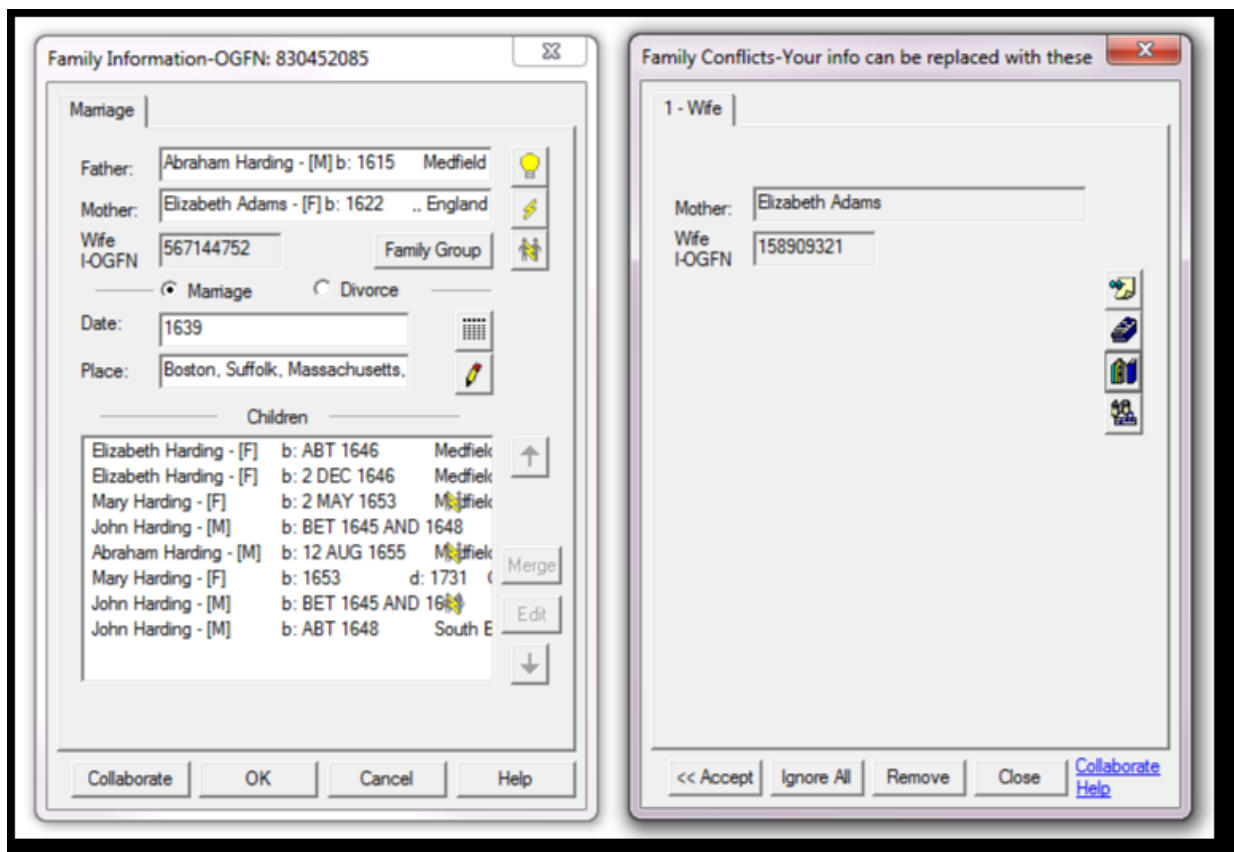 Family Information-OGFN: 830452085
Marriage
Father: Abraham Harding - [M] b: 1615 Medfield
Mother: Elizabeth Adams - [F] b: 1622 ,, England
Wife
I-OGFN 567144752 Family Group
Marriage Divorce
Date: 1639
Place: Boston, Suffolk, Massachusetts,
Children
Elizabeth Harding - [F] b: ABT 1646 Medfield
Elizabeth Harding - [F] b: 2 DEC 1646 Medfield
Mary Harding - [F] b: 2 MAY 1653
John Harding - [M] b: BET 1645 AND 1648
Abraham Harding - [M] b: 12 AUG 1655
Mary Harding - [F] b: 1653 d: 1731
John Harding - [M] b: BET 1645 AND
John Harding - [M] b: ABT 1648 South
Merge
Edit
Collaborate OK Cancel Help
Family Conflicts-Your info can be replaced with these
1 - Wife
Mother: Elizabeth Adams
Wife
I-OGFN 158909321
<< Accept Ignore All Remove Close Collaborate
Help